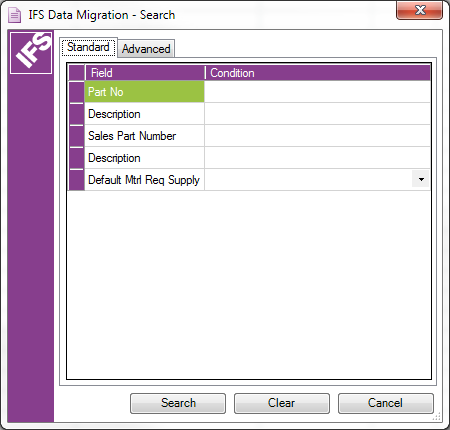 IFS Data Migration - Search
IFS
Standard Advanced
Field Condition
Part No
Description
Sales Part Number
Description
Default Mtrl Req Supply
Search Clear Cancel